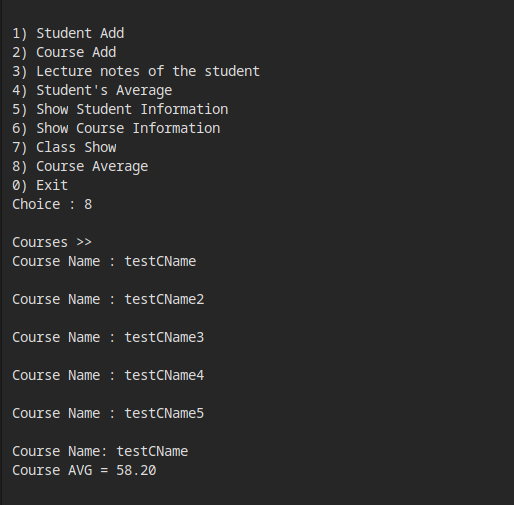 1) Student Add
2) Course Add
3) Lecture notes of the student
4) Student's Average
5) Show Student Information
6) Show Course Information
7) Class Show
8) Course Average
0) Exit
Choice : 8
Courses >>
Course Name : testCName
Course Name : testCName2
Course Name : testCName3
Course Name : testCName4
Course Name : testCName5
Course Name: testCName
Course AVG = 58.20